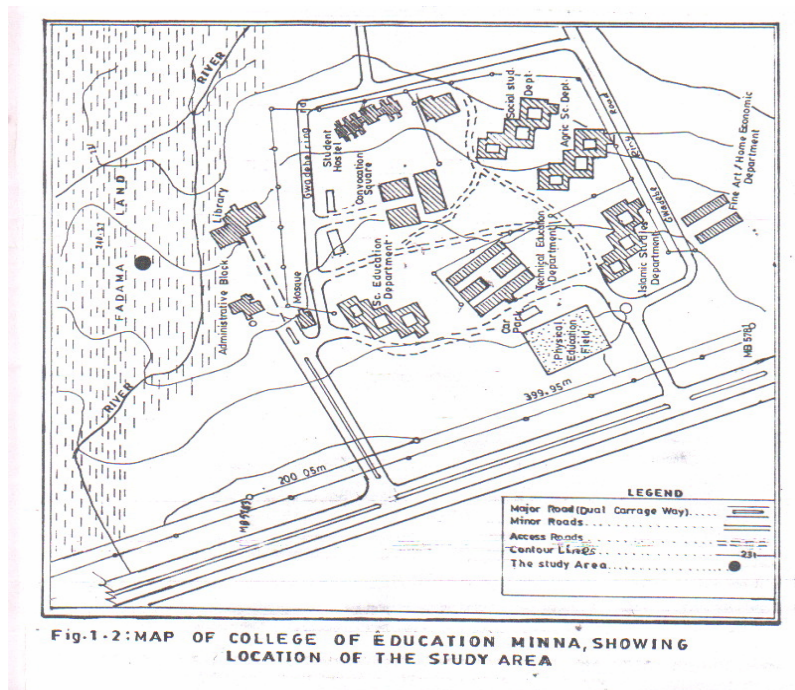 RIVER
FADAMA LAND
RIVER
Library
Administrative Block
Mosque
Gwadehering rd.
Student
Hostel
Convocation
Square
Social stud.
Dept.
Agric Sc. Dept.
Ring
Road
Fine Art/Home Economic
Department
Sc. Education
Department
Technical Education
Department
Islamic Studies
Department
Car
Park
Physical
Education
Field
399.95m
200.05m
LEGEND
Major Road(Dual Carrage Way)....
Minor Roads
Access Roads
Contour Lines
231
The study Area
Fig-1-2:MAP OF COLLEGE OF EDUCATION MINNA, SHOWING
LOCATION OF THE STUDY AREA